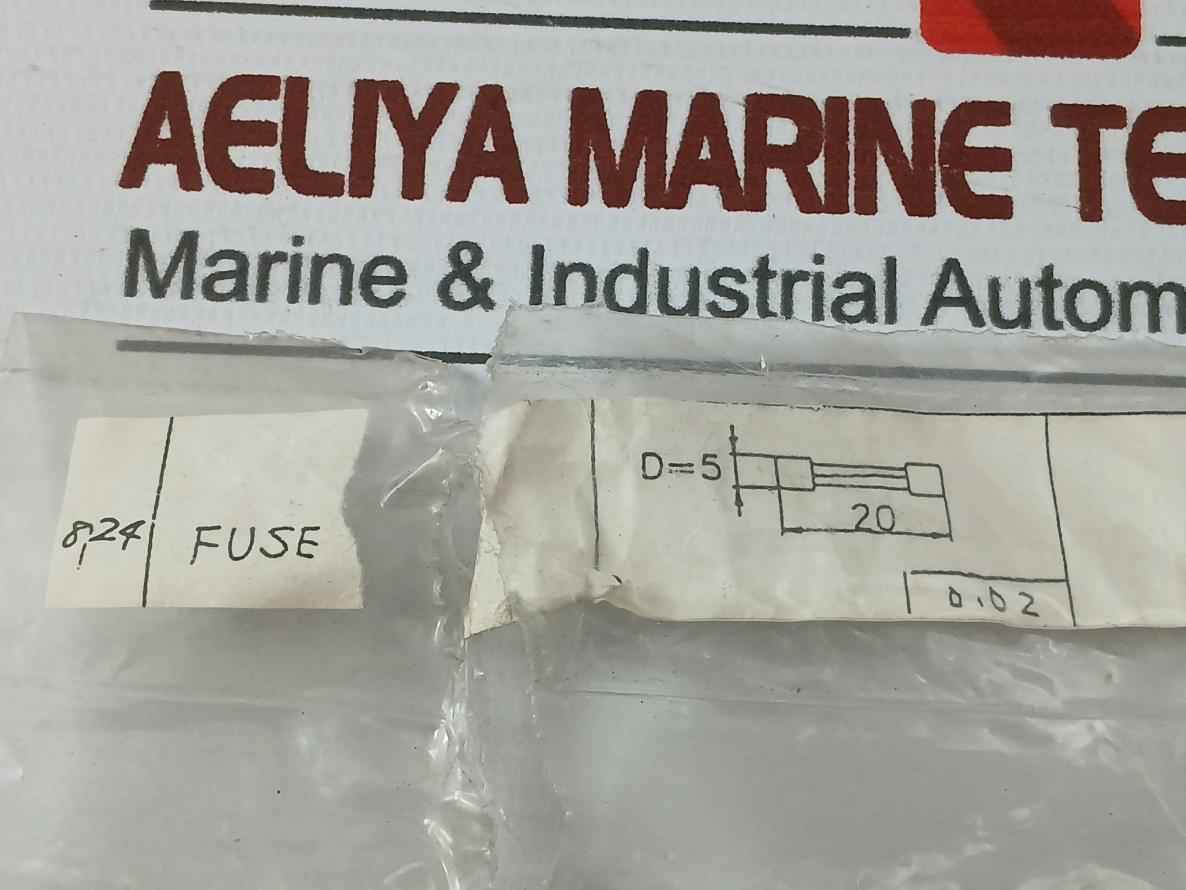 AELIYA MARINE TE
Marine & Industrial Autom
8,24 FUSE
D=5
20
0.02